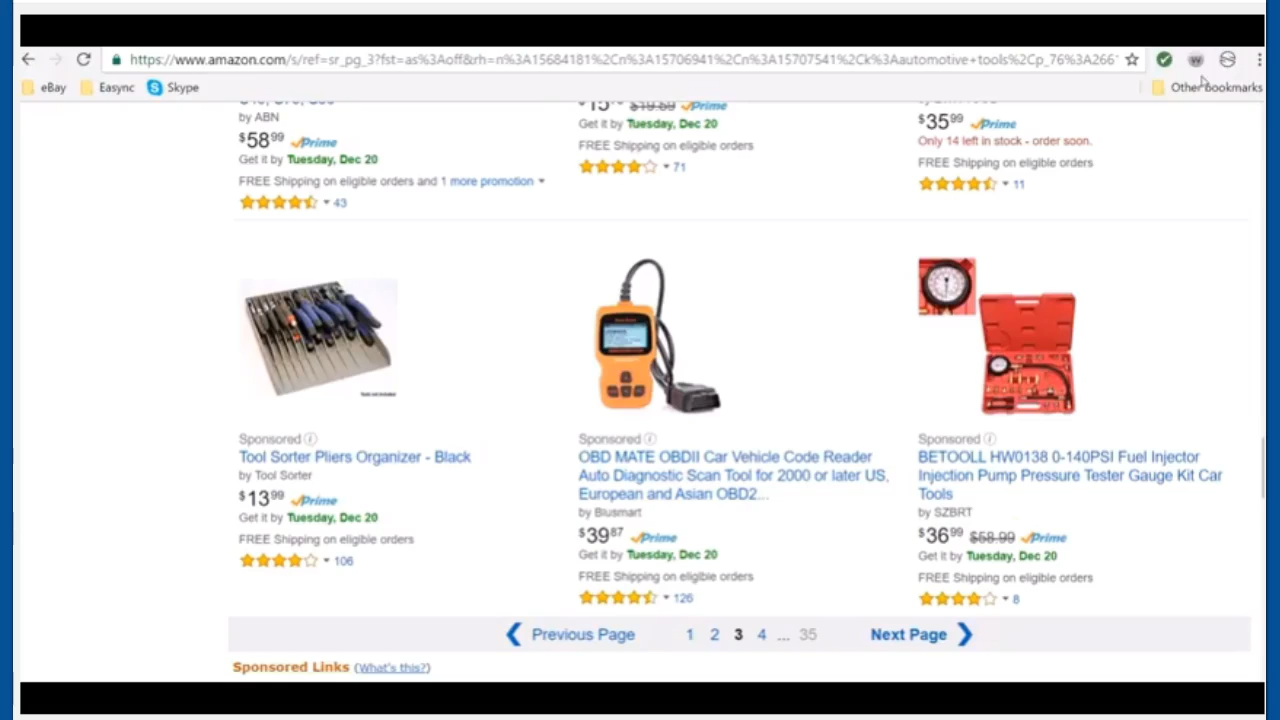 https://www.amazon.com/s/ref=sr_pg_3?fst=as%3Aoff&rh=n%3A15684181%2Cn%3A15706941%2Cn%3A15707541%2Ck%3Aautomotive+tools%2Cp_76%3A266
eBay Easync Skype Other bookmarks
by ABN
$58 99 Prime
Get it by Tuesday, Dec 20
FREE Shipping on eligible orders and 1 more promotion
43
$15 $19.89 Prime
Get it by Tuesday, Dec 20
FREE Shipping on eligible orders
71
$35 99 Prime
Only 14 left in stock - order soon.
FREE Shipping on eligible orders
11
Sponsored
Tool Sorter Pliers Organizer - Black
by Tool Sorter
$13 99 Prime
Get it by Tuesday, Dec 20
FREE Shipping on eligible orders
106
Sponsored
OBD MATE OBDII Car Vehicle Code Reader
Auto Diagnostic Scan Tool for 2000 or later US,
European and Asian OBD2...
by Blusmart
$39 87 Prime
Get it by Tuesday, Dec 20
FREE Shipping on eligible orders
126
Sponsored
BETOOLL HW0138 0-140PSI Fuel Injector
Injection Pump Pressure Tester Gauge Kit Car
Tools
by SZBRT
$36 99 $58.99 Prime
Get it by Tuesday, Dec 20
FREE Shipping on eligible orders
8
Previous Page 1 2 3 4 ... 35 Next Page
Sponsored Links (What's this?)